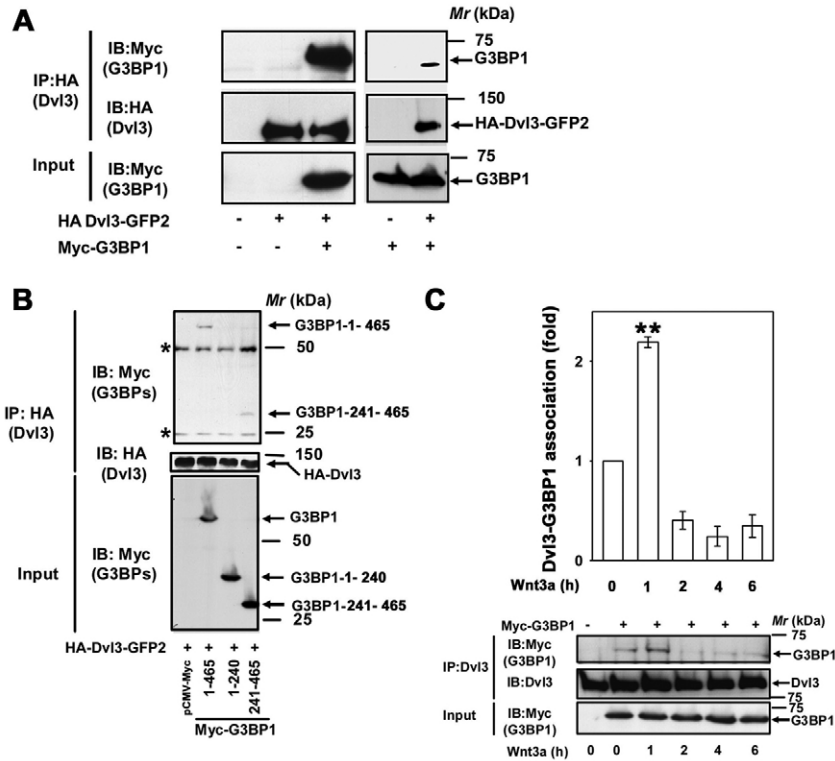 A
Mr (kDa)
IP:HA
(Dvl3)
IB:Myc
(G3BP1)
75
G3BP1
IB:HA
(Dvl3)
150
HA-Dvl3-GFP2
Input
IB:Myc
(G3BP1)
75
G3BP1
HA Dvl3-GFP2 - + + - +
Myc-G3BP1 - - + + +
B
Mr (kDa)
IP: HA
(Dvl3)
IB: Myc
(G3BPs)
G3BP1-1- 465
* 50
G3BP1-241- 465
* 25
IB: HA
(Dvl3)
150
HA-Dvl3
Input
IB: Myc
(G3BPs)
G3BP1
50
G3BP1-1- 240
G3BP1-241- 465
25
HA-Dvl3-GFP2 + + + +
pCMV-Myc 1-465 1-240 241-465
Myc-G3BP1
C
Dvl3-G3BP1 association (fold)
2
1
0
**
Wnt3a (h) 0 1 2 4 6
Myc-G3BP1 - + + + + + Mr (kDa)
IP:Dvl3
IB:Myc
(G3BP1)
75
G3BP1
IB:Dvl3
Dvl3
75
Input
IB:Myc
(G3BP1)
75
G3BP1
Wnt3a (h) 0 0 1 2 4 6